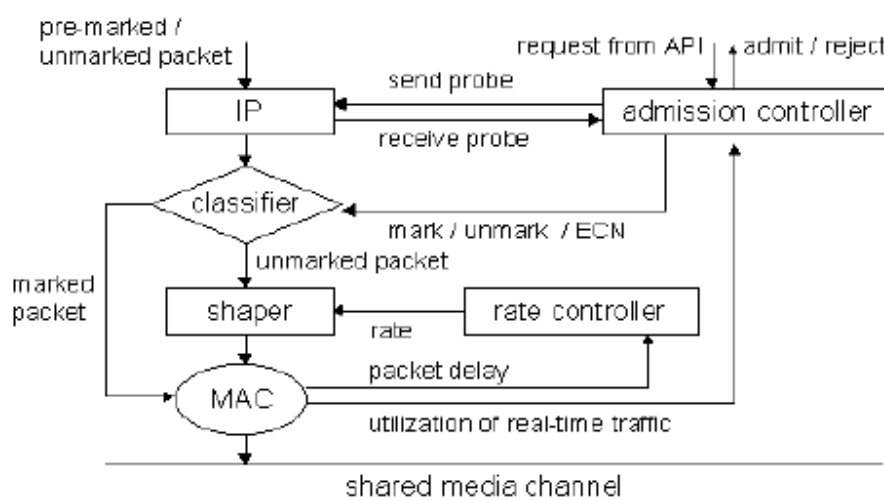 pre-marked /
unmarked packet
request from API
admit / reject
send probe
IP
admission controller
receive probe
classifier
mark / unmark / ECN
unmarked packet
marked
packet
shaper
rate controller
rate
packet delay
MAC
utilization of real-time traffic
shared media channel